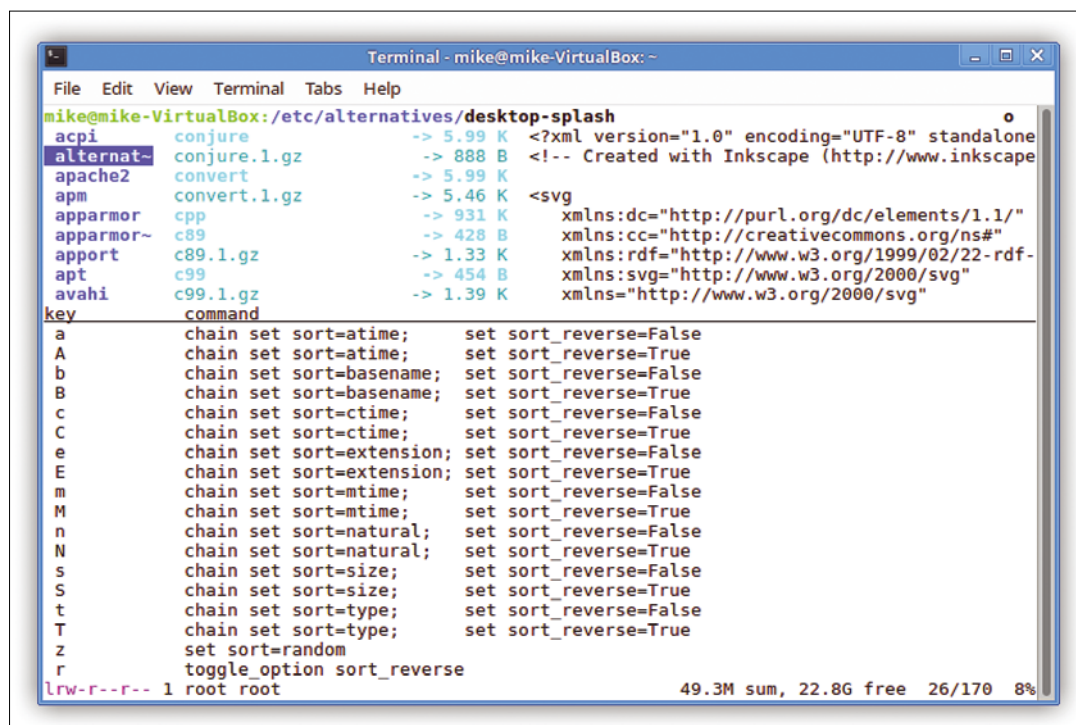 Terminal - mike@mike-VirtualBox: ~
File Edit View Terminal Tabs Help
mike@mike-VirtualBox:/etc/alternatives/desktop-splash o
acpi conjure -> 5.99 K <?xml version="1.0" encoding="UTF-8" standalone
alternat~ conjure.1.gz -> 888 B <!-- Created with Inkscape (http://www.inkscape
apache2 convert -> 5.99 K
apm convert.1.gz -> 5.46 K <svg
apparmor cpp -> 931 K xmlns:dc="http://purl.org/dc/elements/1.1/"
apparmor~ c89 -> 428 B xmlns:cc="http://creativecommons.org/ns#"
apport c89.1.gz -> 1.33 K xmlns:rdf="http://www.w3.org/1999/02/22-rdf-
apt c99 -> 454 B xmlns:svg="http://www.w3.org/2000/svg"
avahi c99.1.gz -> 1.39 K xmlns="http://www.w3.org/2000/svg"
key command
a chain set sort=atime; set sort_reverse=False
A chain set sort=atime; set sort_reverse=True
b chain set sort=basename; set sort_reverse=False
B chain set sort=basename; set sort_reverse=True
c chain set sort=ctime; set sort_reverse=False
C chain set sort=ctime; set sort_reverse=True
e chain set sort=extension; set sort_reverse=False
E chain set sort=extension; set sort_reverse=True
m chain set sort=mtime; set sort_reverse=False
M chain set sort=mtime; set sort_reverse=True
n chain set sort=natural; set sort_reverse=False
N chain set sort=natural; set sort_reverse=True
s chain set sort=size; set sort_reverse=False
S chain set sort=size; set sort_reverse=True
t chain set sort=type; set sort_reverse=False
T chain set sort=type; set sort_reverse=True
z set sort=random
r toggle_option sort_reverse
lrw-r--r-- 1 root root 49.3M sum, 22.8G free 26/170 8%